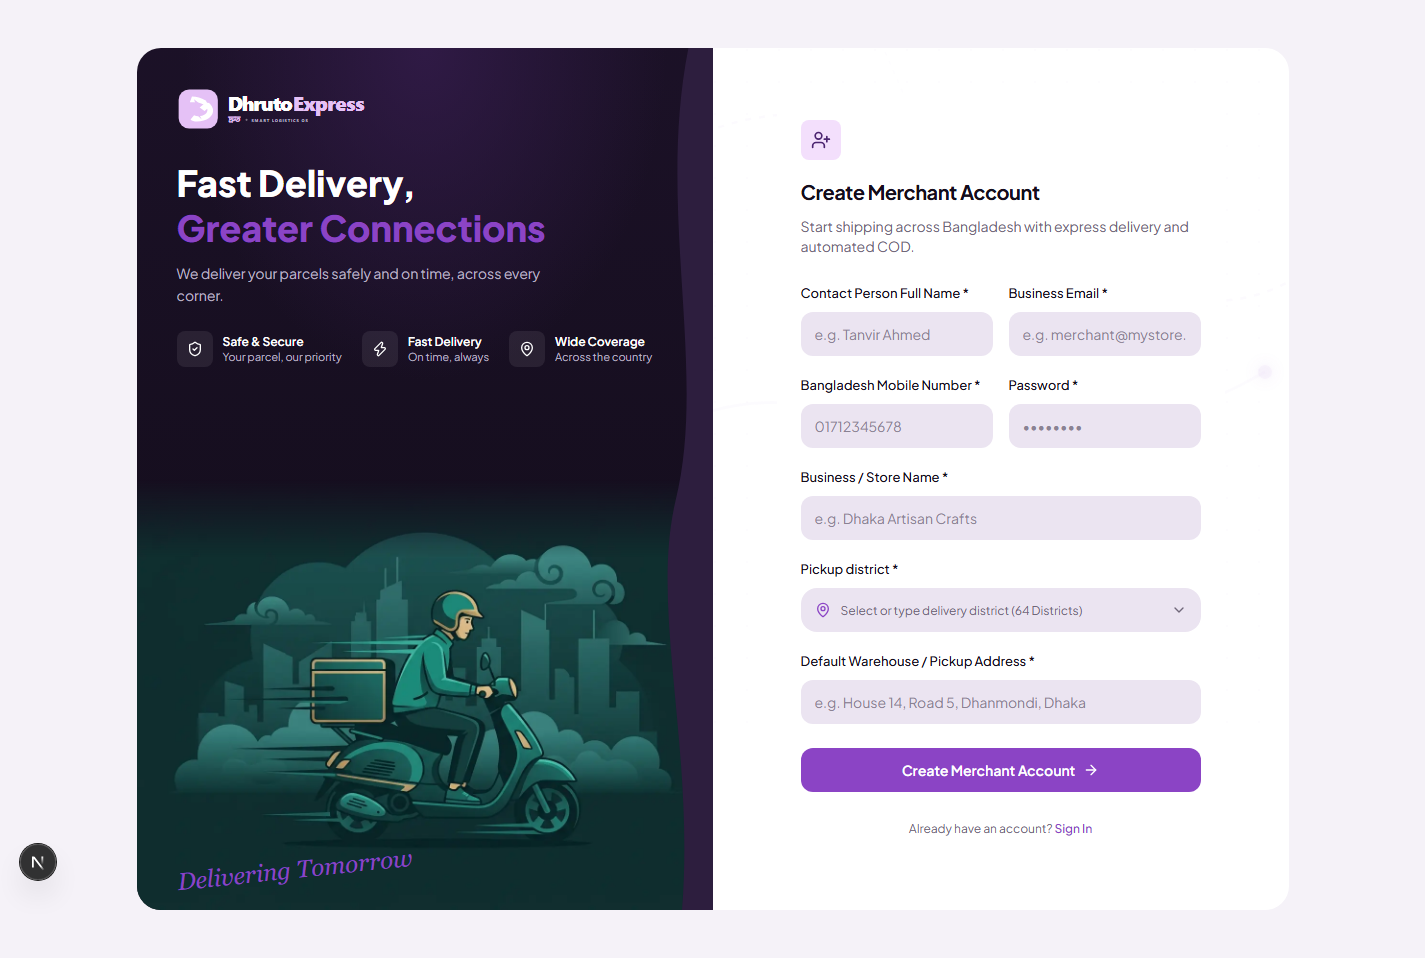 Dhruto Express
SMART LOGISTICS OS
Fast Delivery,
Greater Connections
We deliver your parcels safely and on time, across every
corner.
Safe & Secure
Your parcel, our priority
Fast Delivery
On time, always
Wide Coverage
Across the country
Delivering Tomorrow
Create Merchant Account
Start shipping across Bangladesh with express delivery and
automated COD.
Contact Person Full Name *
e.g. Tanvir Ahmed
Business Email *
e.g. merchant@mystore.
Bangladesh Mobile Number *
01712345678
Password *
••••••••
Business / Store Name *
e.g. Dhaka Artisan Crafts
Pickup district *
Select or type delivery district (64 Districts)
Default Warehouse / Pickup Address *
e.g. House 14, Road 5, Dhanmondi, Dhaka
Create Merchant Account →
Already have an account? Sign In
N